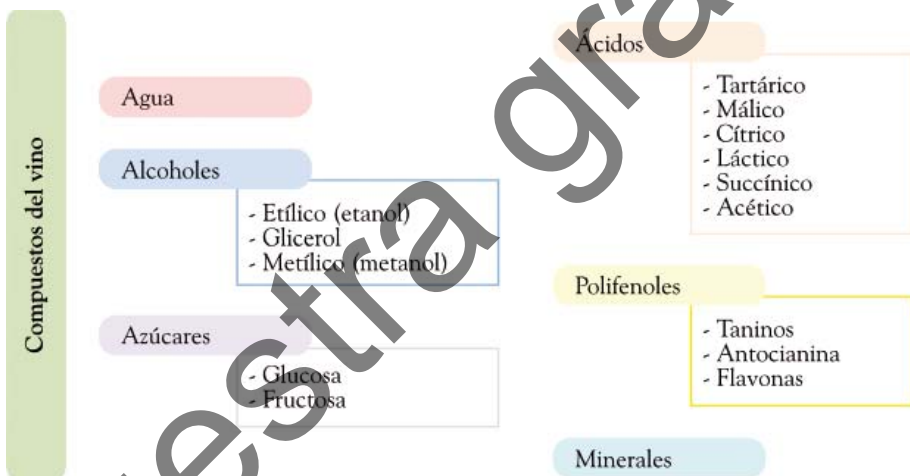 Compuestos del vino
Agua
Alcoholes
- Etílico (etanol)
- Glicerol
- Metílico (metanol)
Azúcares
- Glucosa
- Fructosa
Ácidos
- Tartárico
- Málico
- Cítrico
- Láctico
- Succínico
- Acético
Polifenoles
- Taninos
- Antocianina
- Flavonas
Minerales